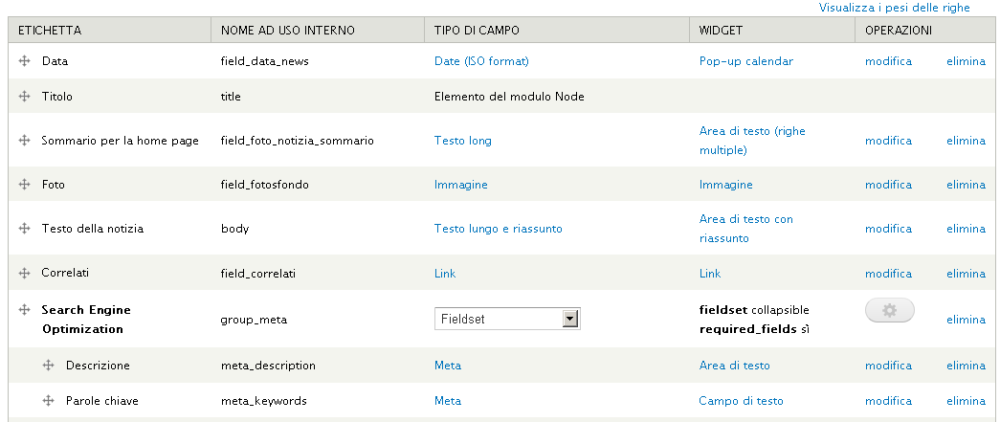 Visualizza i pesi delle righe
ETICHETTA NOME AD USO INTERNO TIPO DI CAMPO WIDGET OPERAZIONI
Data field_data_news Date (ISO format) Pop-up calendar modifica elimina
Titolo title Elemento del modulo Node
Sommario per la home page field_foto_notizia_sommario Testo long Area di testo (righe multiple) modifica elimina
Foto field_fotosfondo Immagine Immagine modifica elimina
Testo della notizia body Testo lungo e riassunto Area di testo con riassunto modifica elimina
Correlati field_correlati Link Link modifica elimina
Search Engine Optimization group_meta Fieldset fieldset collapsible required_fields sì elimina
Descrizione meta_description Meta Area di testo modifica elimina
Parole chiave meta_keywords Meta Campo di testo modifica elimina